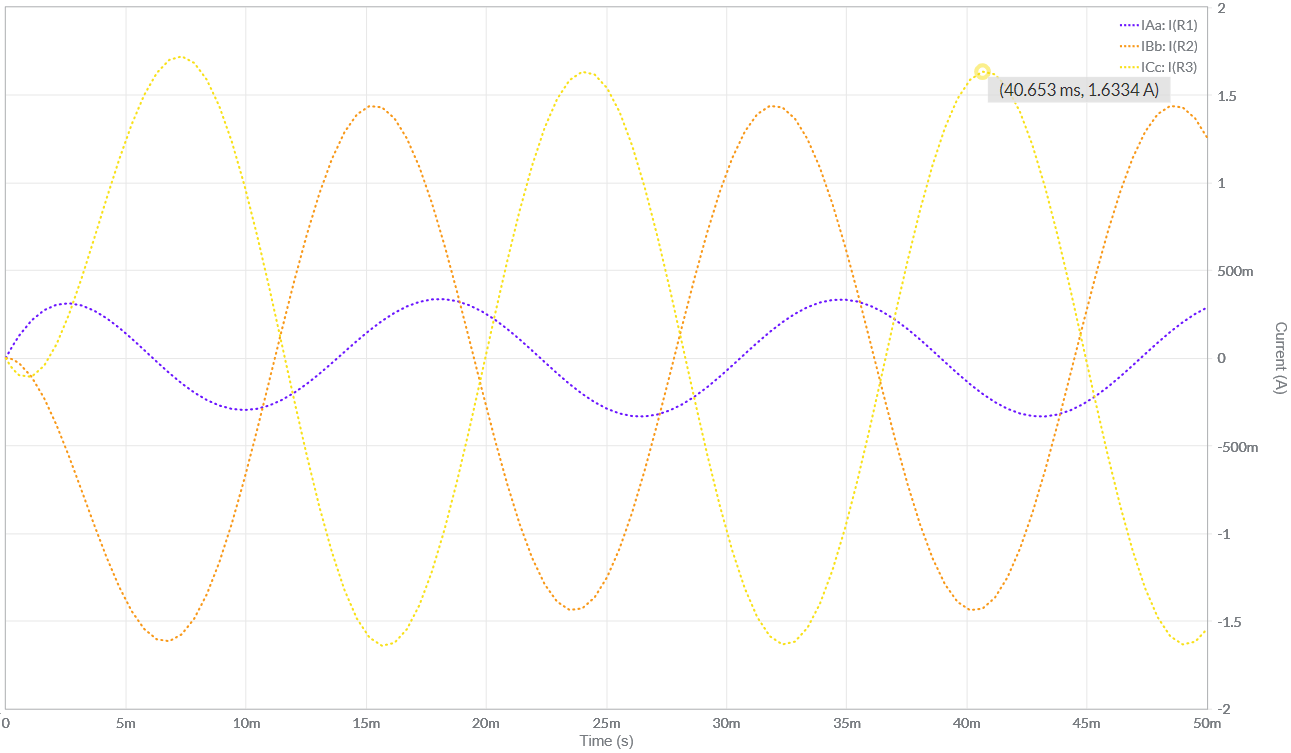 2
IAa: I(R1)
IBb: I(R2)
ICc: I(R3)
(40.653 ms, 1.6334 A)
1.5
1
500m
0
-500m
-1
-1.5
-2
Current (A)
0 5m 10m 15m 20m 25m 30m 35m 40m 45m 50m
Time (s)